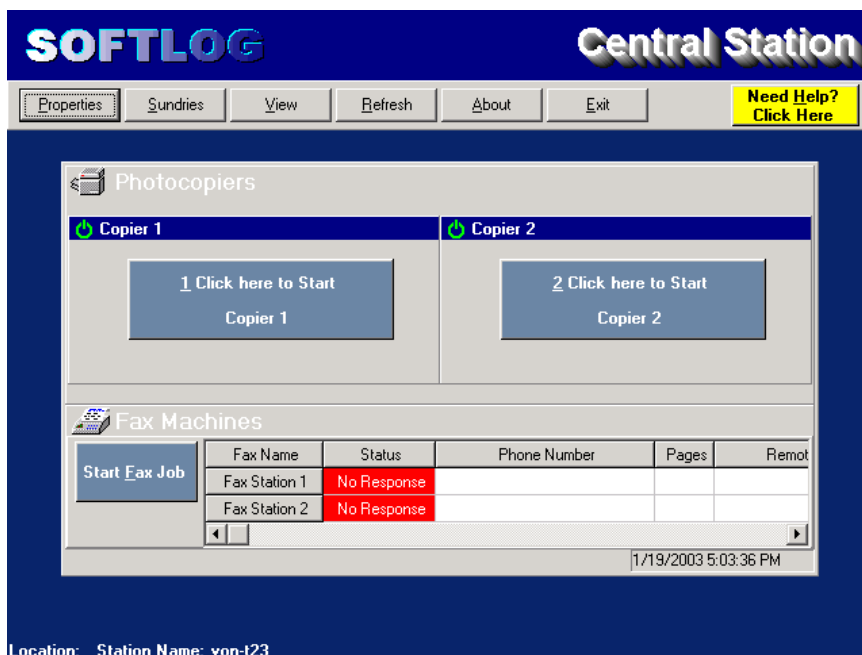 SOFTLOG
Central Station
Properties Sundries View Refresh About Exit Need Help? Click Here
Photocopiers
Copier 1
Copier 2
1 Click here to Start
Copier 1
2 Click here to Start
Copier 2
Fax Machines
Start Fax Job
Fax Name Status Phone Number Pages Remot
Fax Station 1 No Response
Fax Station 2 No Response
1/19/2003 5:03:36 PM
Location: Station Name: yon-t23